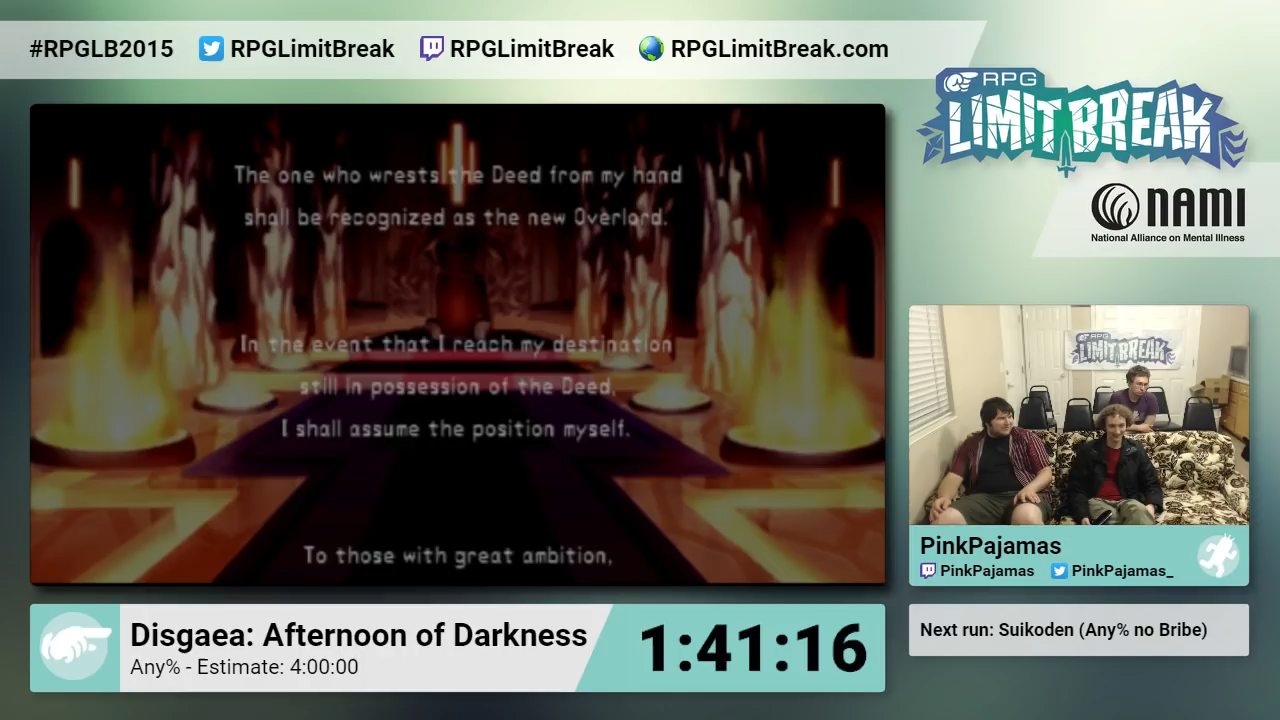 #RPGLB2015 RPGLimitBreak RPGLimitBreak RPGLimitBreak.com
RPG
LIMIT BREAK
NAMI
National Alliance on Mental Illness
The one who wrests the Deed from my hand
shall be recognized as the new Overlord.
In the event that I reach my destination
still in possession of the Deed,
I shall assume the position myself.
To those with great ambition,
RPG
LIMIT BREAK
PinkPajamas
PinkPajamas PinkPajamas_
Disgaea: Afternoon of Darkness
Any% - Estimate: 4:00:00
1:41:16
Next run: Suikoden (Any% no Bribe)